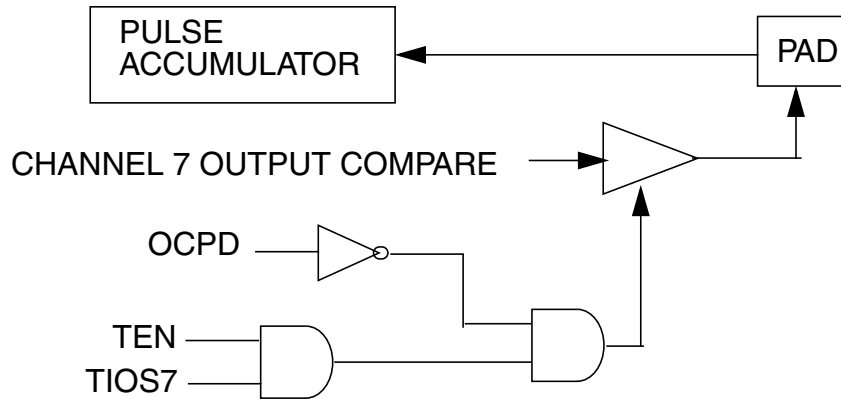 PULSE
ACCUMULATOR
PAD
CHANNEL 7 OUTPUT COMPARE
OCPD
TEN
TIOS7